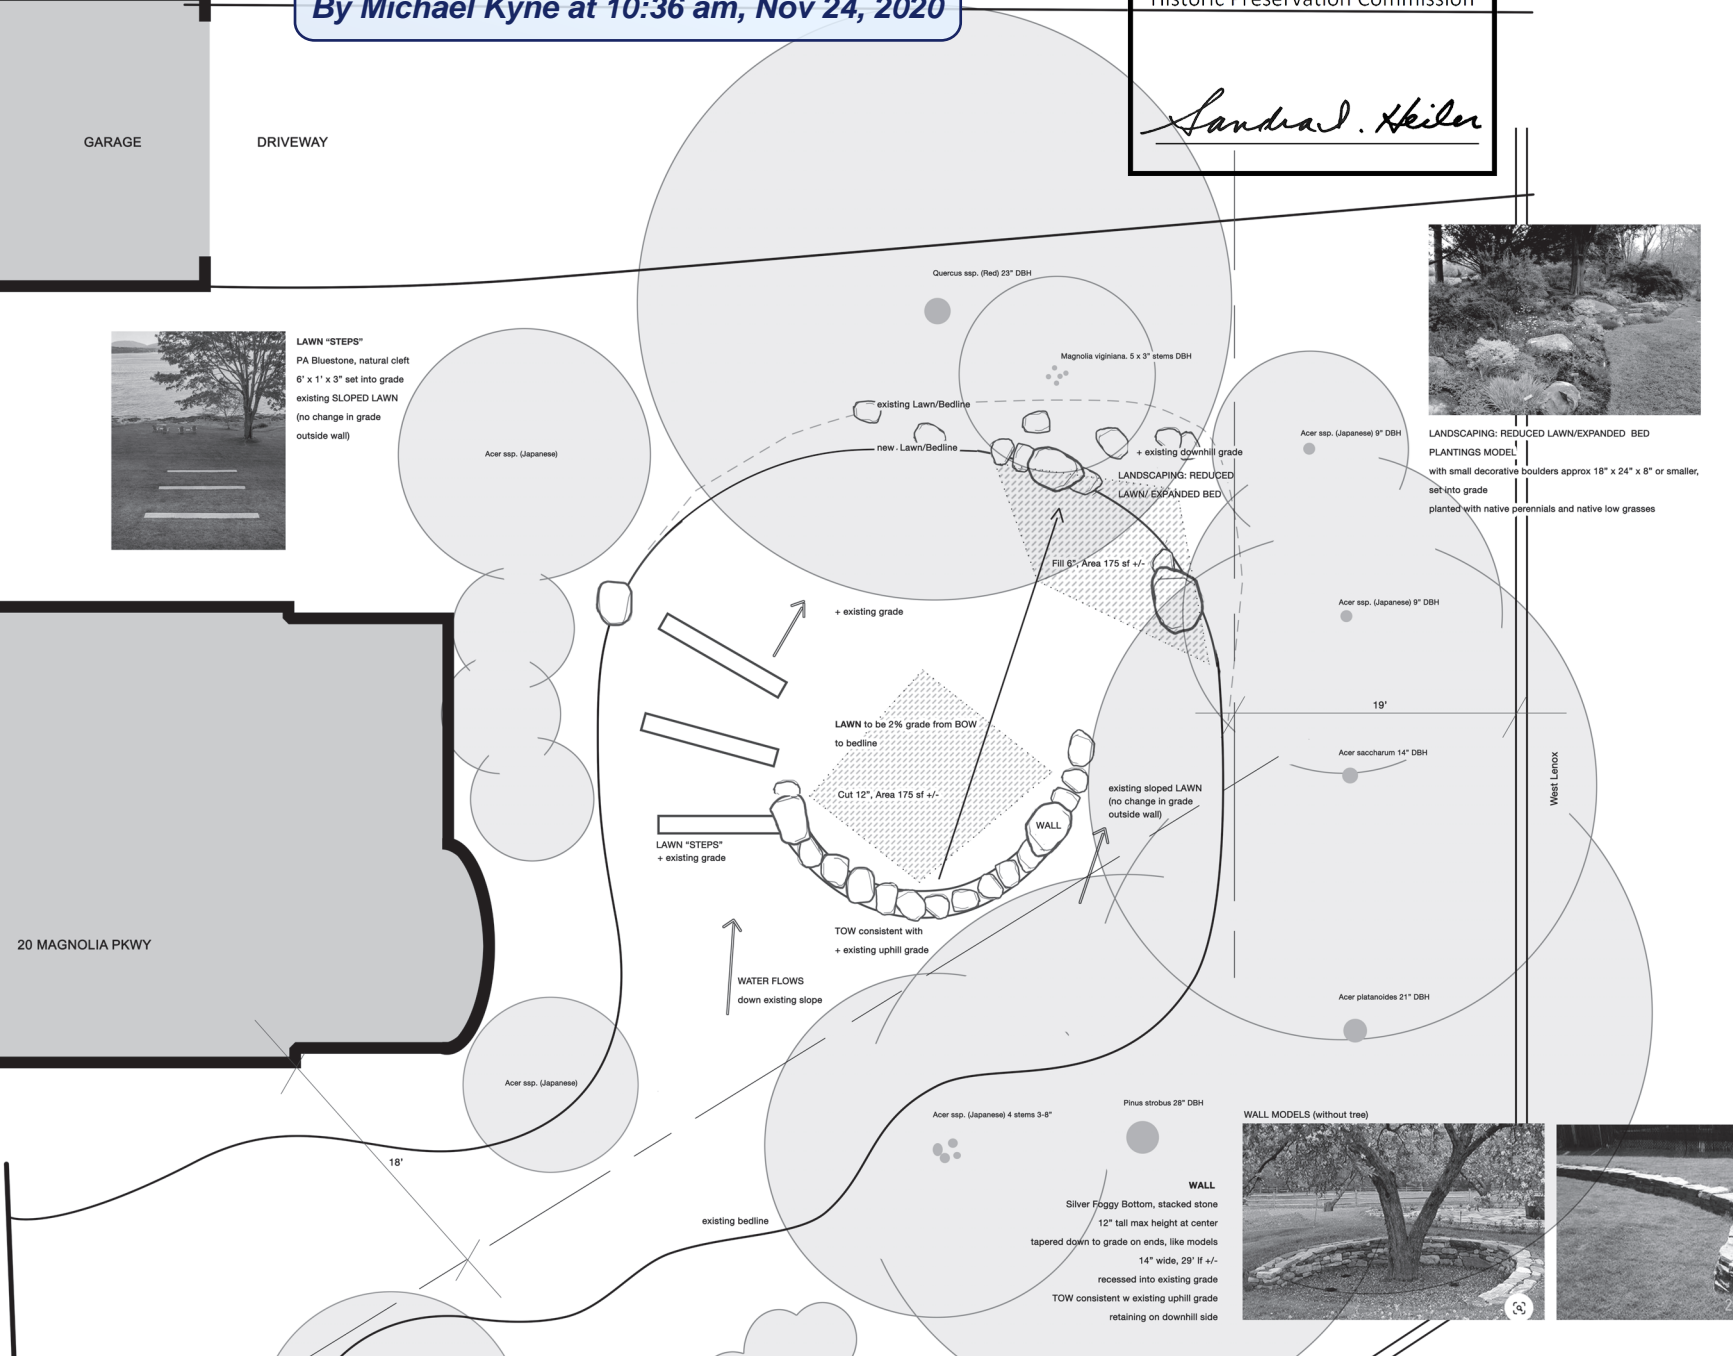 By Michael Kyne at 10:36 am, Nov 24, 2020
Historic Preservation Commission
Sandra I. Heiler
GARAGE
DRIVEWAY
Quercus ssp. (Red) 23" DBH
LAWN “STEPS”
PA Bluestone, natural cleft
6' x 1' x 3" set into grade
existing SLOPED LAWN
(no change in grade
outside wall)
Magnolia viginiana. 5 x 3" stems DBH
existing Lawn/Bedline
new Lawn/Bedline
Acer ssp. (Japanese)
+ existing downhill grade
LANDSCAPING: REDUCED
LAWN/ EXPANDED BED
Acer ssp. (Japanese) 9" DBH
LANDSCAPING: REDUCED LAWN/EXPANDED BED
PLANTINGS MODEL
with small decorative boulders approx 18" x 24" x 8" or smaller,
set into grade
planted with native perennials and native low grasses
Fill 6", Area 175 sf +/-
+ existing grade
Acer ssp. (Japanese) 9" DBH
19'
LAWN to be 2% grade from BOW
to bedline
Acer saccharum 14" DBH
West Lenox
Cut 12", Area 175 sf +/-
existing sloped LAWN
(no change in grade
outside wall)
WALL
LAWN “STEPS”
+ existing grade
TOW consistent with
+ existing uphill grade
20 MAGNOLIA PKWY
WATER FLOWS
down existing slope
Acer platanoides 21" DBH
Acer ssp. (Japanese)
Acer ssp. (Japanese) 4 stems 3-8"
Pinus strobus 28" DBH
18'
existing bedline
WALL MODELS (without tree)
WALL
Silver Foggy Bottom, stacked stone
12" tall max height at center
tapered down to grade on ends, like models
14" wide, 29' lf +/-
recessed into existing grade
TOW consistent w existing uphill grade
retaining on downhill side